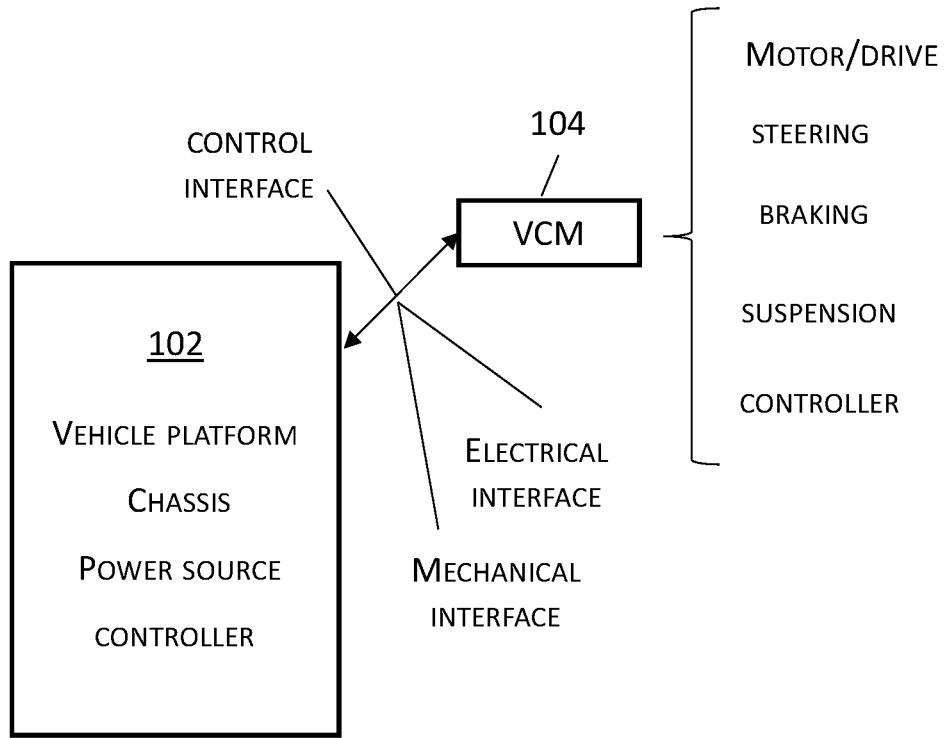 102
VEHICLE PLATFORM
CHASSIS
POWER SOURCE
CONTROLLER
CONTROL
INTERFACE
104
VCM
ELECTRICAL
INTERFACE
MECHANICAL
INTERFACE
MOTOR/DRIVE
STEERING
BRAKING
SUSPENSION
CONTROLLER